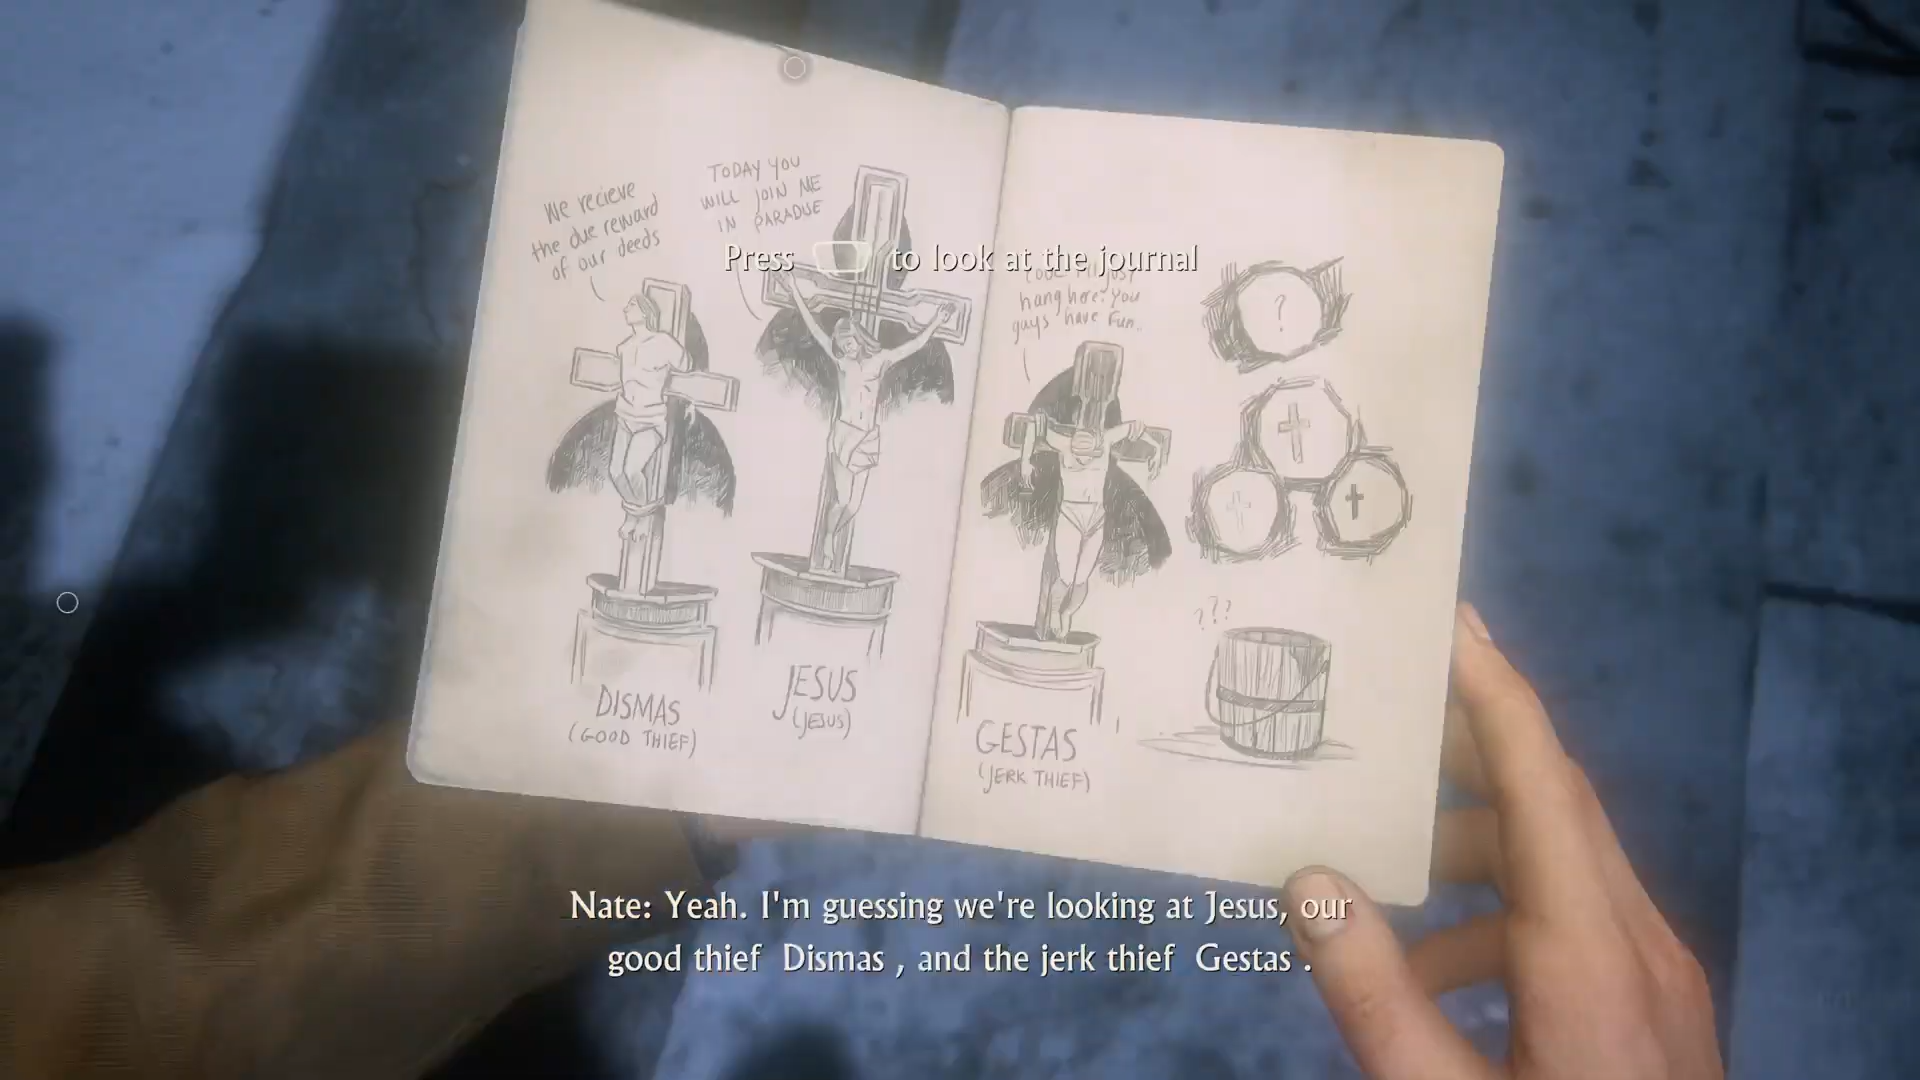 We recieve
the due reward
of our deeds
TODAY YOU
WILL JOIN ME
IN PARADISE
Press to look at the journal
hang here. You
guys have fun..
?
???
DISMAS
(GOOD THIEF)
JESUS
(JESUS)
GESTAS
(JERK THIEF)
Nate: Yeah. I'm guessing we're looking at Jesus, our
good thief Dismas , and the jerk thief Gestas .